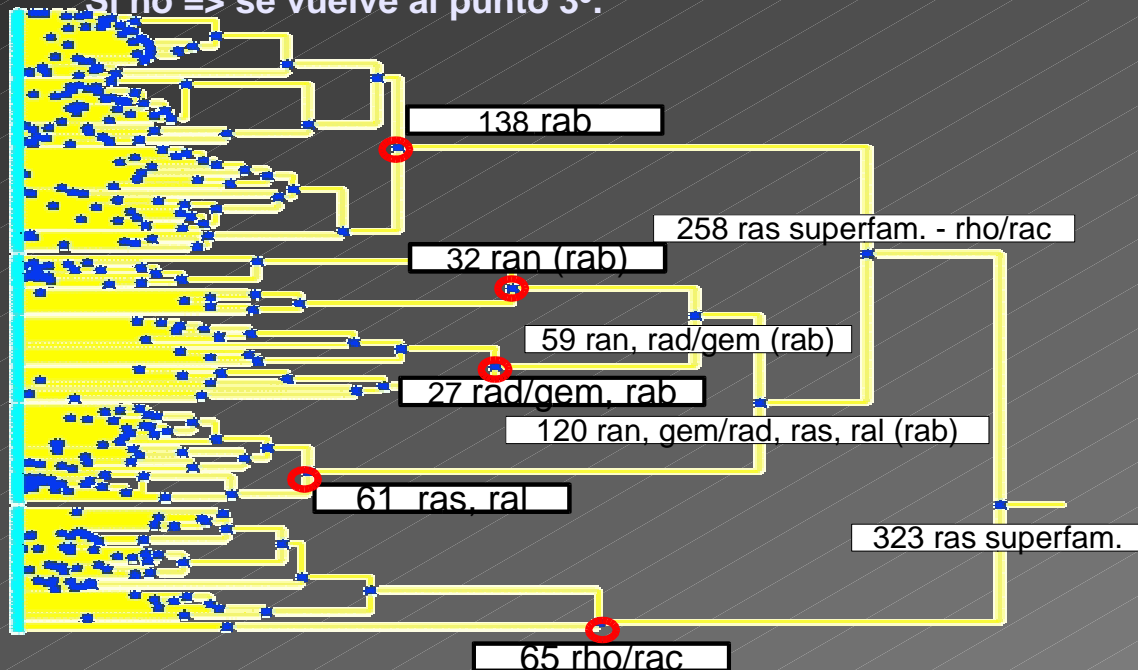 Si no => se vuelve al punto 3º.
138 rab
258 ras superfam. - rho/rac
32 ran (rab)
59 ran, rad/gem (rab)
27 rad/gem, rab
120 ran, gem/rad, ras, ral (rab)
61 ras, ral
323 ras superfam.
65 rho/rac